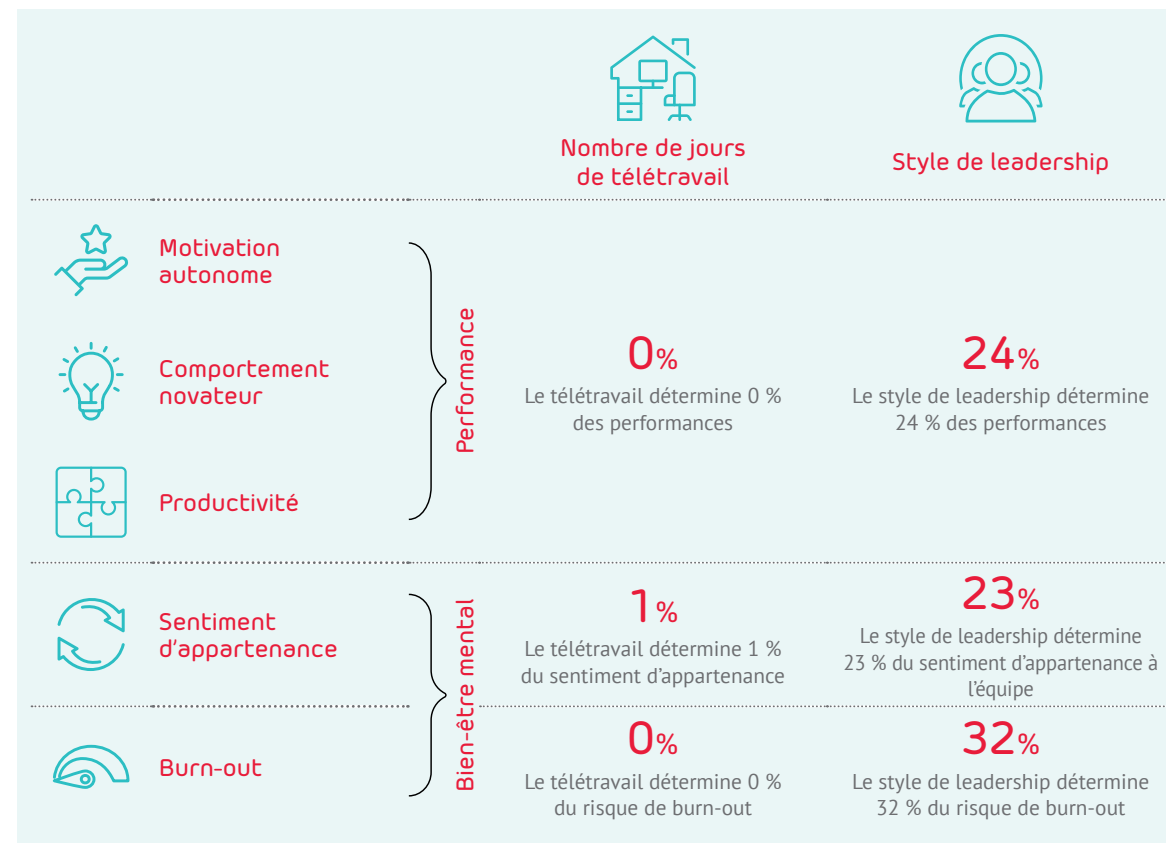 Nombre de jours
de télétravail
Style de leadership
Motivation
autonome
Comportement
novateur
Productivité
Performance
0%
Le télétravail détermine 0 %
des performances
24%
Le style de leadership détermine
24 % des performances
Sentiment
d'appartenance
Bien-être mental
1%
Le télétravail détermine 1 %
du sentiment d'appartenance
23%
Le style de leadership détermine
23 % du sentiment d'appartenance à
l'équipe
Burn-out
0%
Le télétravail détermine 0 %
du risque de burn-out
32%
Le style de leadership détermine
32 % du risque de burn-out